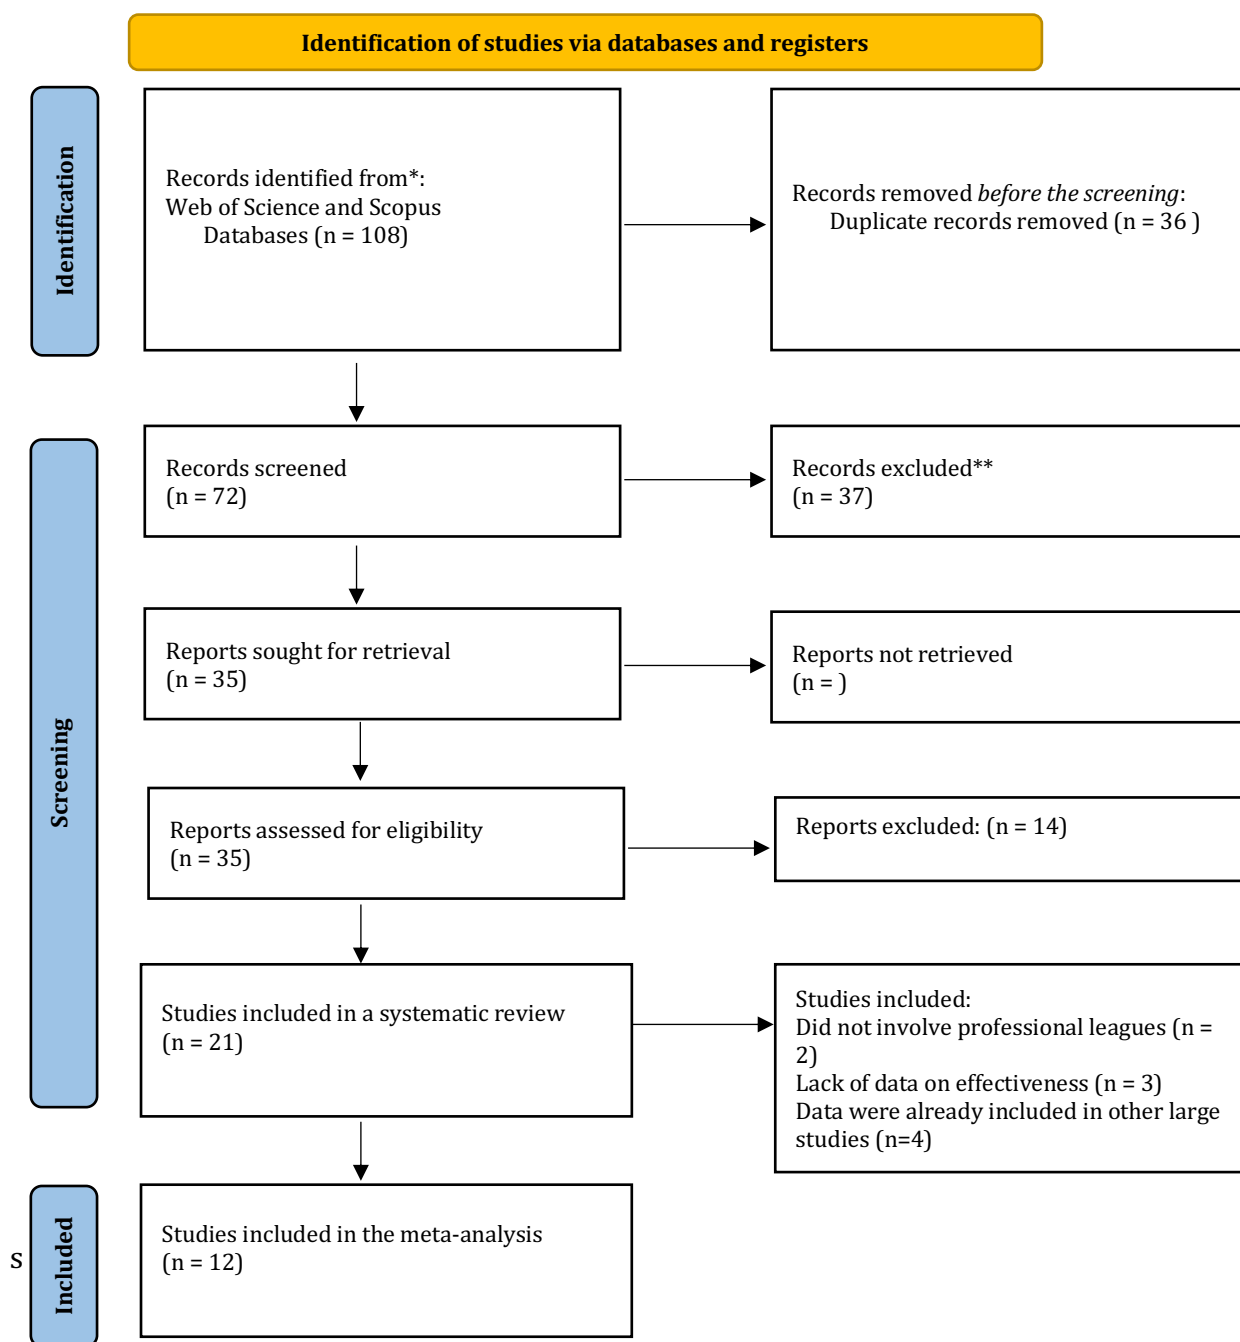 Identification of studies via databases and registers
Identification
Records identified from*:
Web of Science and Scopus
Databases (n = 108)
Records removed before the screening:
Duplicate records removed (n = 36 )
Screening
Records screened
(n = 72)
Records excluded**
(n = 37)
Reports sought for retrieval
(n = 35)
Reports not retrieved
(n = )
Reports assessed for eligibility
(n = 35)
Reports excluded: (n = 14)
Studies included in a systematic review
(n = 21)
Studies included:
Did not involve professional leagues (n =
2)
Lack of data on effectiveness (n = 3)
Data were already included in other large
studies (n=4)
s
Included
Studies included in the meta-analysis
(n = 12)